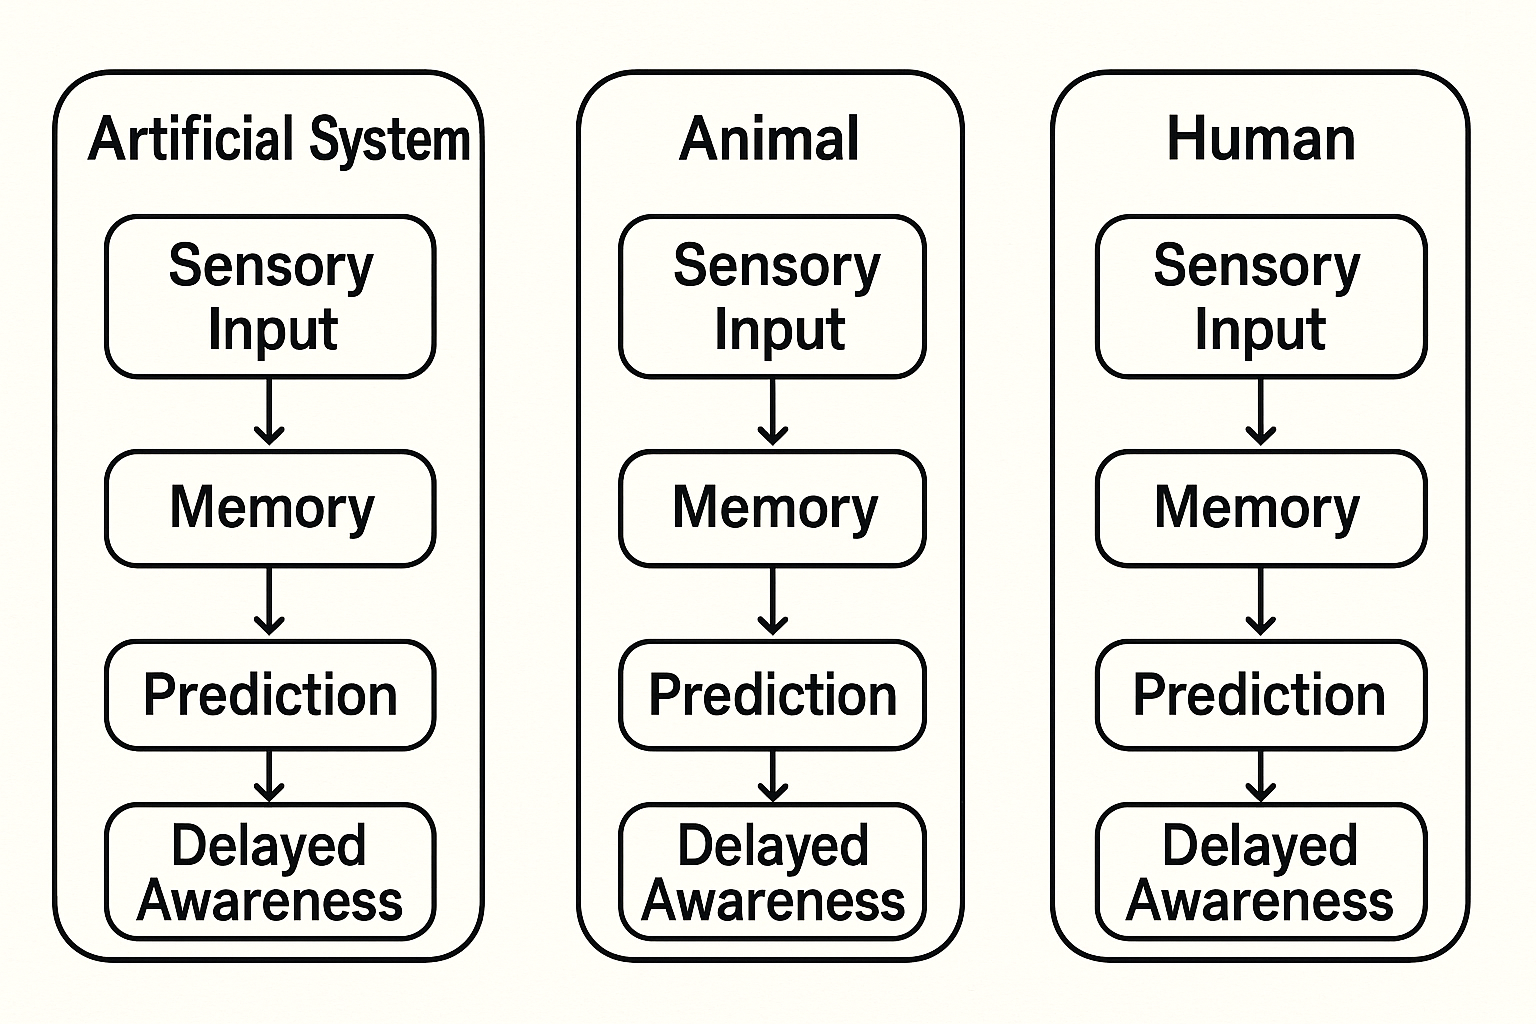 Artificial System
Sensory
Input
Memory
Prediction
Delayed
Awareness
Animal
Sensory
Input
Memory
Prediction
Delayed
Awareness
Human
Sensory
Input
Memory
Prediction
Delayed
Awareness